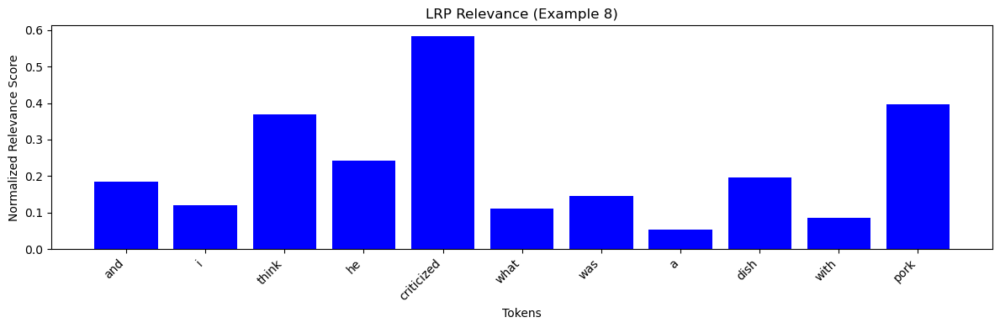 LRP Relevance (Example 8)
Normalized Relevance Score
0.6
0.5
0.4
0.3
0.2
0.1
0.0
and i think he criticized what was a dish with pork
Tokens